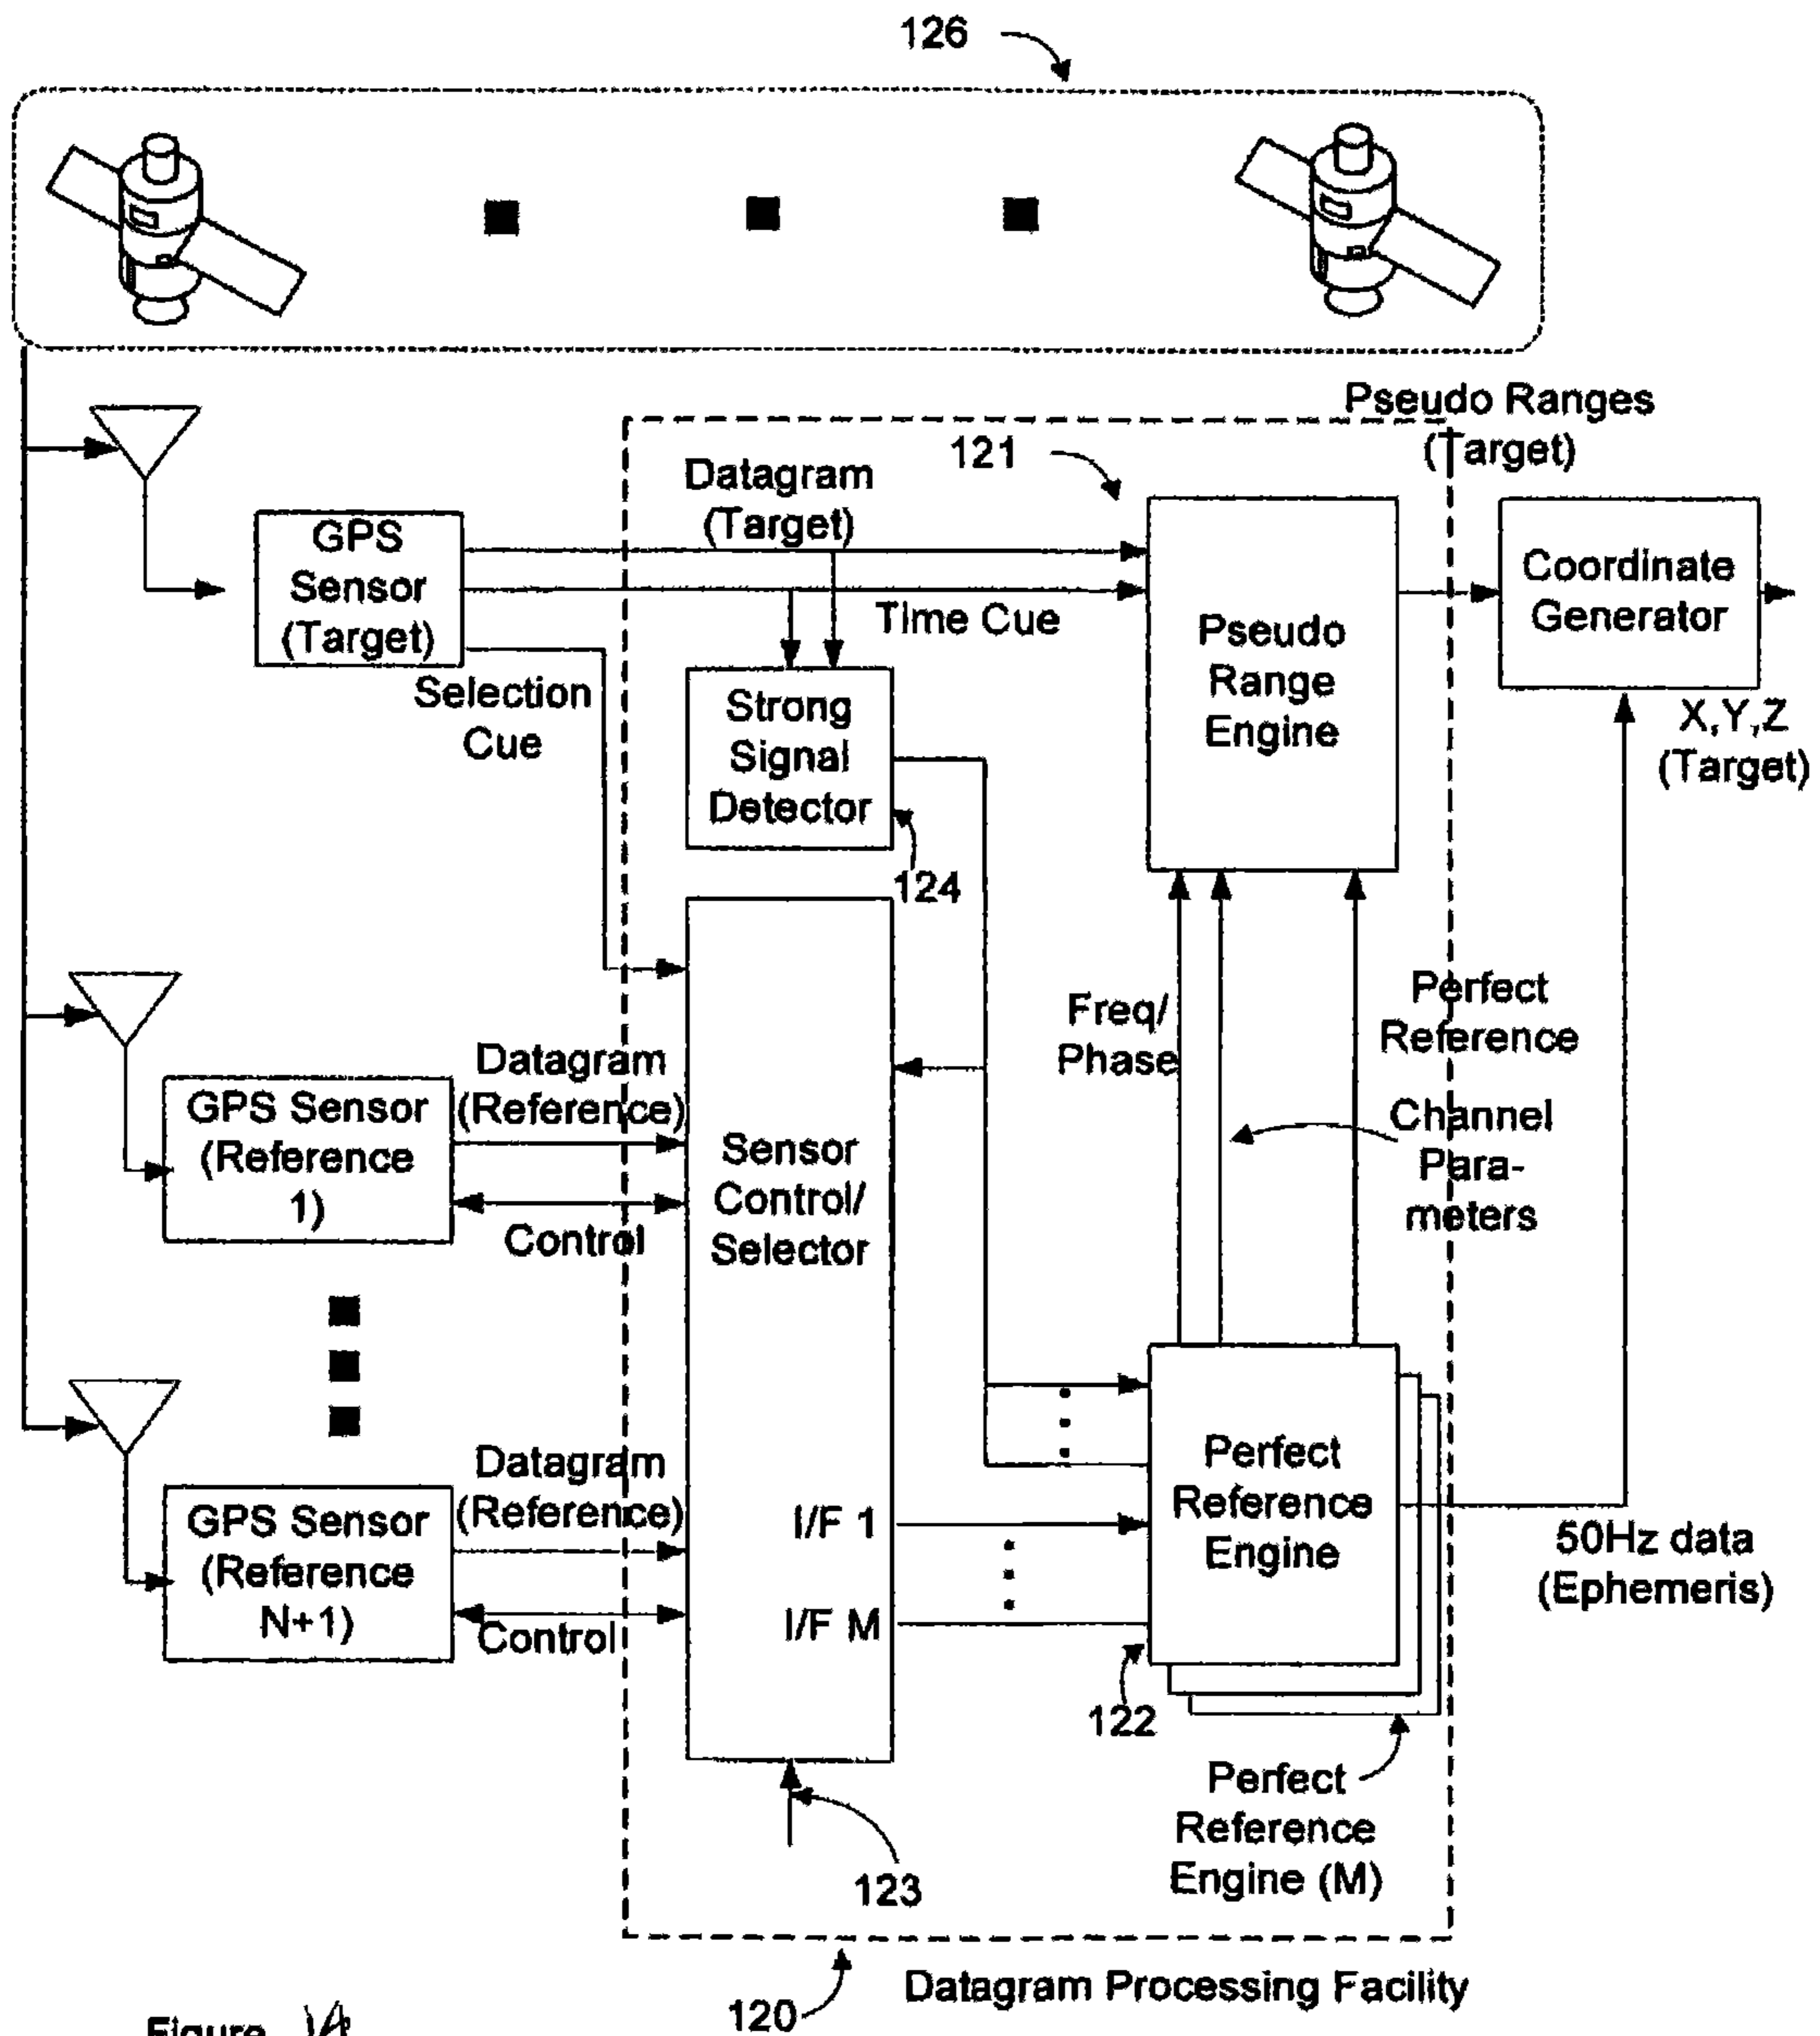 126
Pseudo Ranges
(Target)
121
Datagram
(Target)
GPS
Sensor
(Target)
Time Cue
Pseudo
Range
Engine
Coordinate
Generator
X,Y,Z
(Target)
Selection
Cue
Strong
Signal
Detector
124
Freq/
Phase
Perfect
Reference
Channel
Para-
meters
Datagram
(Reference)
GPS Sensor
(Reference
1)
Control
Sensor
Control/
Selector
Datagram
(Reference)
GPS Sensor
(Reference
N+1)
Control
I/F 1
I/F M
Perfect
Reference
Engine
50Hz data
(Ephemeris)
122
Perfect
Reference
Engine (M)
123
120
Datagram Processing Facility
Figure